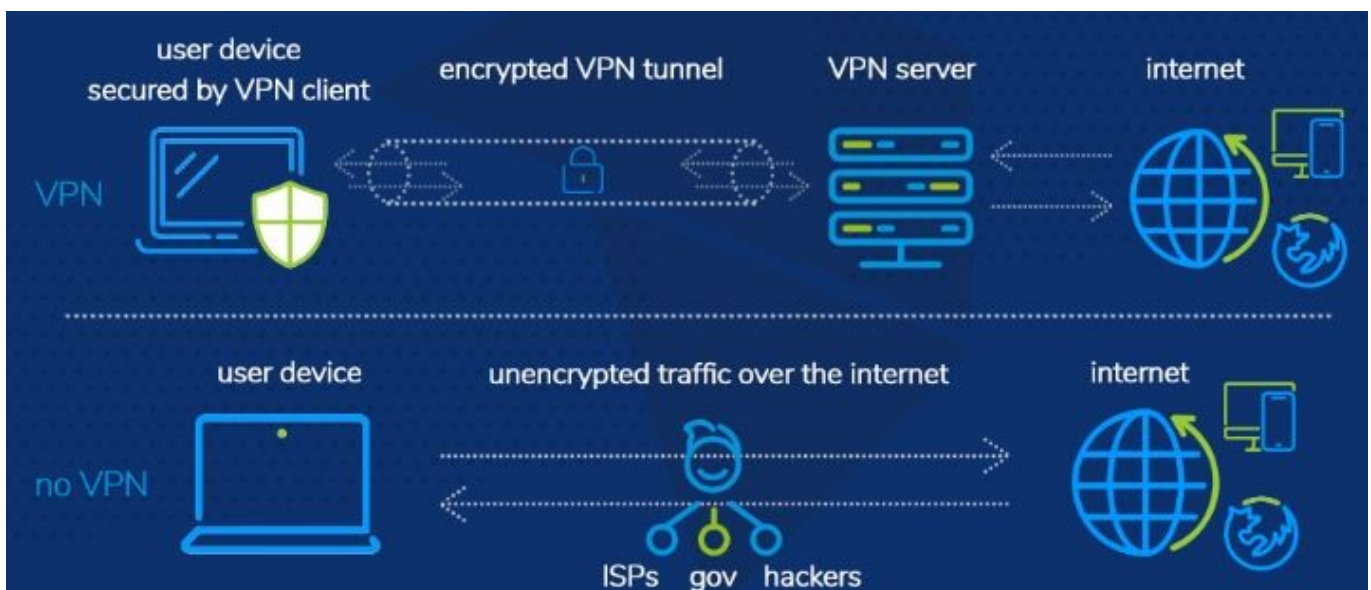 user device
secured by VPN client
encrypted VPN tunnel
VPN server
internet
VPN
user device
unencrypted traffic over the internet
internet
no VPN
ISPs gov hackers